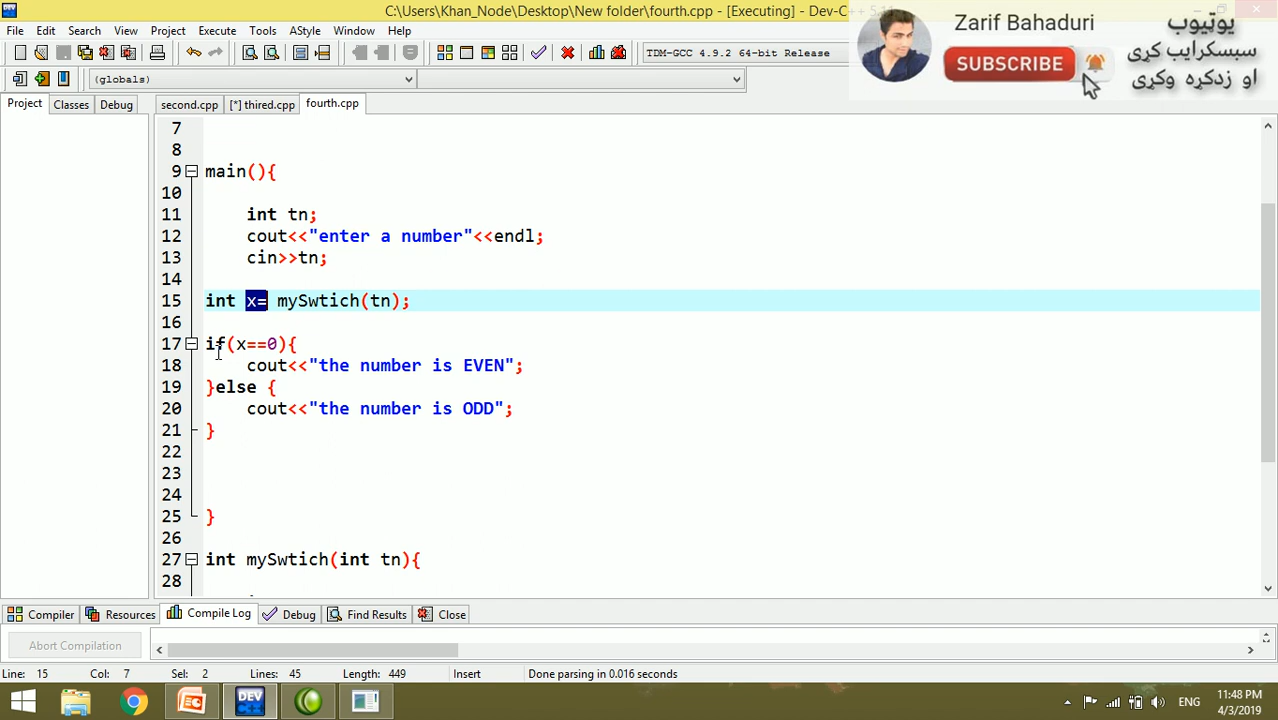 C:\Users\Khan_Node\Desktop\New folder\fourth.cpp - [Executing] - Dev-C++ 5.11
File Edit Search View Project Execute Tools AStyle Window Help
TDM-GCC 4.9.2 64-bit Release
(globals)
Zarif Bahaduri
SUBSCRIBE
یوټیوب
سبسکرایب کړی
او زدکړه وکړی
Project Classes Debug
second.cpp [*] thired.cpp fourth.cpp
7
8
9 main(){
10
11 int tn;
12 cout<<"enter a number"<<endl;
13 cin>>tn;
14
15 int x= mySwtich(tn);
16
17 if(x==0){
18 cout<<"the number is EVEN";
19 }else {
20 cout<<"the number is ODD";
21 }
22
23
24
25 }
26
27 int mySwtich(int tn){
28
Compiler Resources Compile Log Debug Find Results Close
Abort Compilation
Line: 15 Col: 7 Sel: 2 Lines: 45 Length: 449 Insert Done parsing in 0.016 seconds
DEV C++
ENG
11:48 PM
4/3/2019